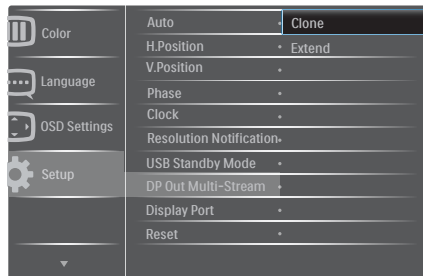 Color
Language
OSD Settings
Setup
Auto
H.Position
V.Position
Phase
Clock
Resolution Notification
USB Standby Mode
DP Out Multi-Stream
Display Port
Reset
Clone
Extend